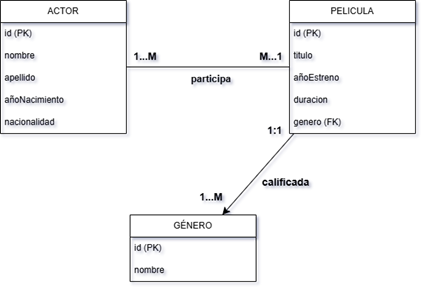 ACTOR
id (PK)
nombre
apellido
añoNacimiento
nacionalidad
1...M
M...1
participa
PELICULA
id (PK)
titulo
añoEstreno
duracion
genero (FK)
1:1
calificada
1...M
GÉNERO
id (PK)
nombre